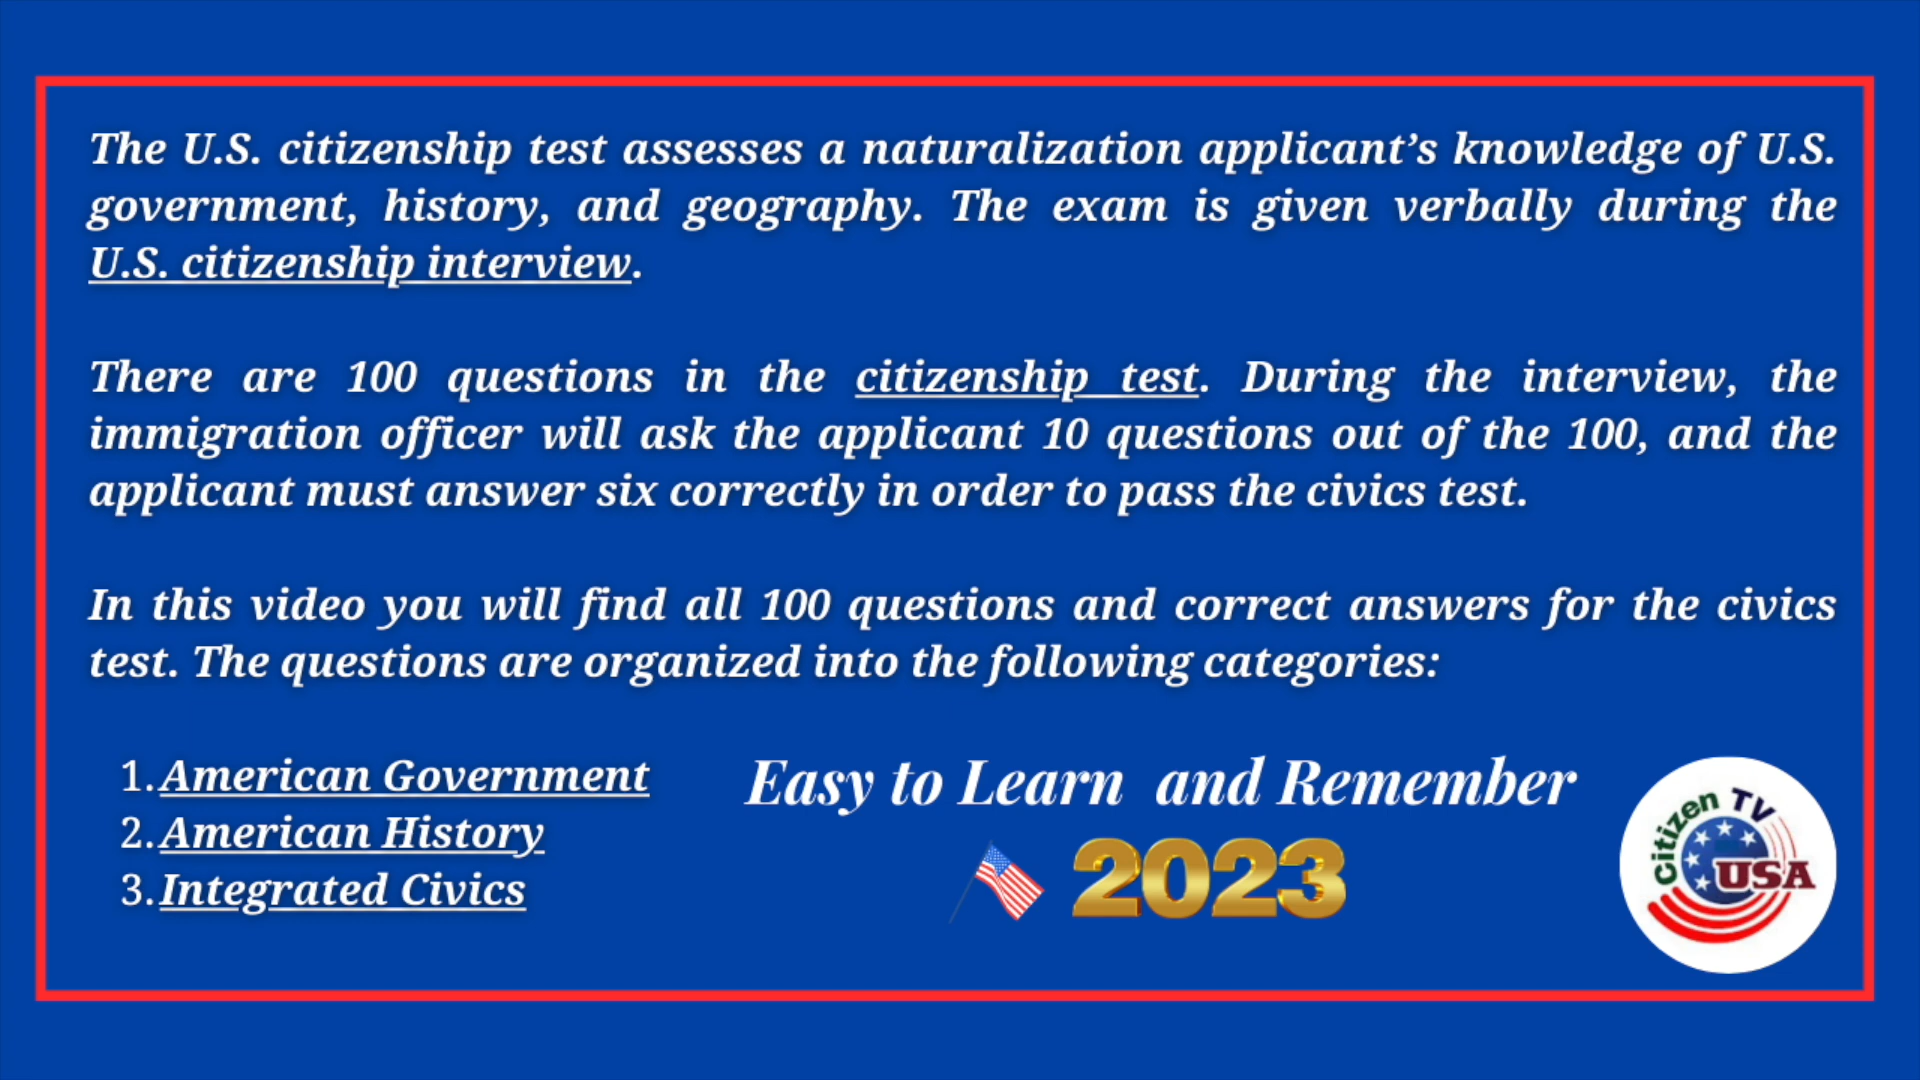 The U.S. citizenship test assesses a naturalization applicant’s knowledge of U.S.
government, history, and geography. The exam is given verbally during the
U.S. citizenship interview.
There are 100 questions in the citizenship test. During the interview, the
immigration officer will ask the applicant 10 questions out of the 100, and the
applicant must answer six correctly in order to pass the civics test.
In this video you will find all 100 questions and correct answers for the civics
test. The questions are organized into the following categories:
1. American Government
2. American History
3. Integrated Civics
Easy to Learn and Remember
2023
Citizen TV
USA